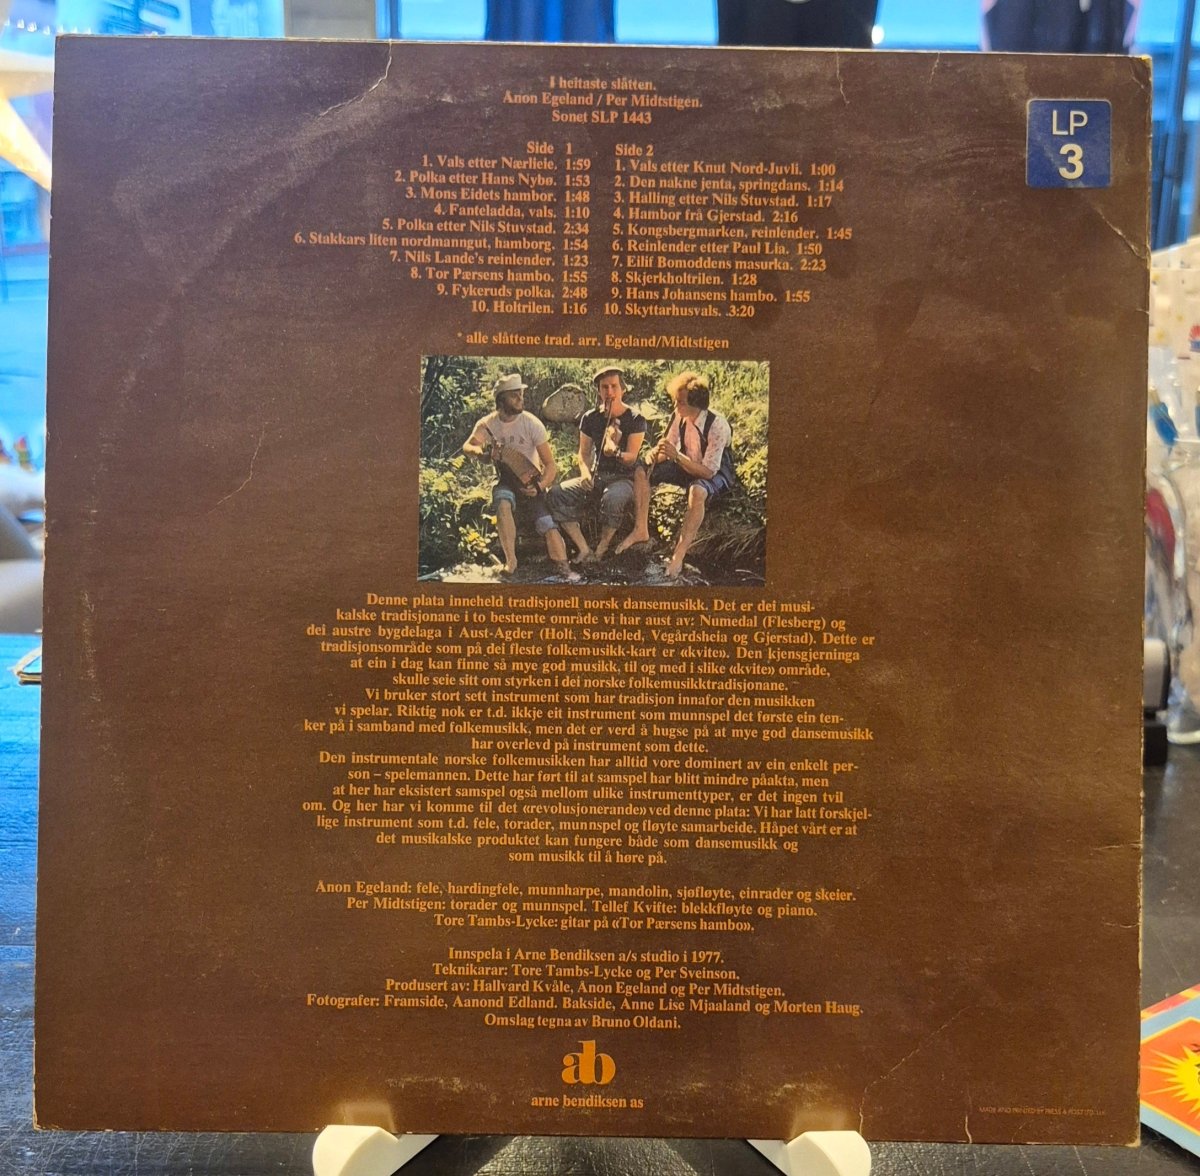 I heitaste slåtten.
Anon Egeland / Per Midtstigen.
Sonet SLP 1443
LP
3
Side 1
1. Vals etter Nærlieie. 1:59
2. Polka etter Hans Nybø. 1:53
3. Mons Eidets hambor. 1:48
4. Fanteladda, vals. 1:10
5. Polka etter Nils Stuvstad. 2:34
6. Stakkars liten nordmanngut, hamborg. 1:54
7. Nils Lande's reinlender. 1:23
8. Tor Pærsens hambo. 1:55
9. Fykeruds polka. 2:48
10. Holtrilen. 1:16
Side 2
1. Vals etter Knut Nord-Juvli. 1:00
2. Den nakne jenta, springdans. 1:14
3. Halling etter Nils Stuvstad. 1:17
4. Hambor frå Gjerstad. 2:16
5. Kongsbergmarken, reinlender. 1:45
6. Reinlender etter Paul Lia. 1:50
7. Eilif Bomoddens masurka. 2:23
8. Skjerkholtrilen. 1:28
9. Hans Johansens hambo. 1:55
10. Skyttarhusvals. .3:20
* alle slåttene trad. arr. Egeland/Midtstigen
Denne plata inneheld tradisjonell norsk dansemusikk. Det er dei musi-
kalske tradisjonane i to bestemte område vi har aust av: Numedal (Flesberg) og
dei austre bygdelaga i Aust-Agder (Holt, Søndeled, Vegårdsheia og Gjerstad). Dette er
tradisjonsområde som på dei fleste folkemusikk-kart er «kvite». Den kjensgjerninga
at ein i dag kan finne så mye god musikk, til og med i slike «kvite» område,
skulle seie sitt om styrken i dei norske folkemusikktradisjonane.
Vi bruker stort sett instrument som har tradisjon innafor den musikken
vi spelar. Riktig nok er t.d. ikkje eit instrument som munnspel det første ein ten-
ker på i samband med folkemusikk, men det er verd å hugse på at mye god dansemusikk
har overlevd på instrument som dette.
Den instrumentale norske folkemusikken har alltid vore dominert av ein enkelt per-
son – spelemannen. Dette har ført til at samspel har blitt mindre påakta, men
at her har eksistert samspel også mellom ulike instrumenttyper, er det ingen tvil
om. Og her har vi komme til det «revolusjonerande» ved denne plata: Vi har latt forskjel-
lige instrument som t.d. fele, torader, munnspel og fløyte samarbeide. Håpet vårt er at
det musikalske produktet kan fungere både som dansemusikk og
som musikk til å høre på.
Anon Egeland: fele, hardingfele, munnharpe, mandolin, sjøfløyte, einrader og skeier.
Per Midtstigen: torader og munnspel. Tellef Kvifte: blekkfløyte og piano.
Tore Tambs-Lycke: gitar på «Tor Pærsens hambo».
Innspela i Arne Bendiksen a/s studio i 1977.
Teknikarar: Tore Tambs-Lycke og Per Sveinson.
Produsert av: Hallvard Kvåle, Anon Egeland og Per Midtstigen.
Fotografer: Framside, Aanond Edland. Bakside, Anne Lise Mjaaland og Morten Haug.
Omslag tegna av Bruno Oldani.
ab
arne bendiksen as
MADE AND PRINTED BY PRESS & POST LTD. U.K.